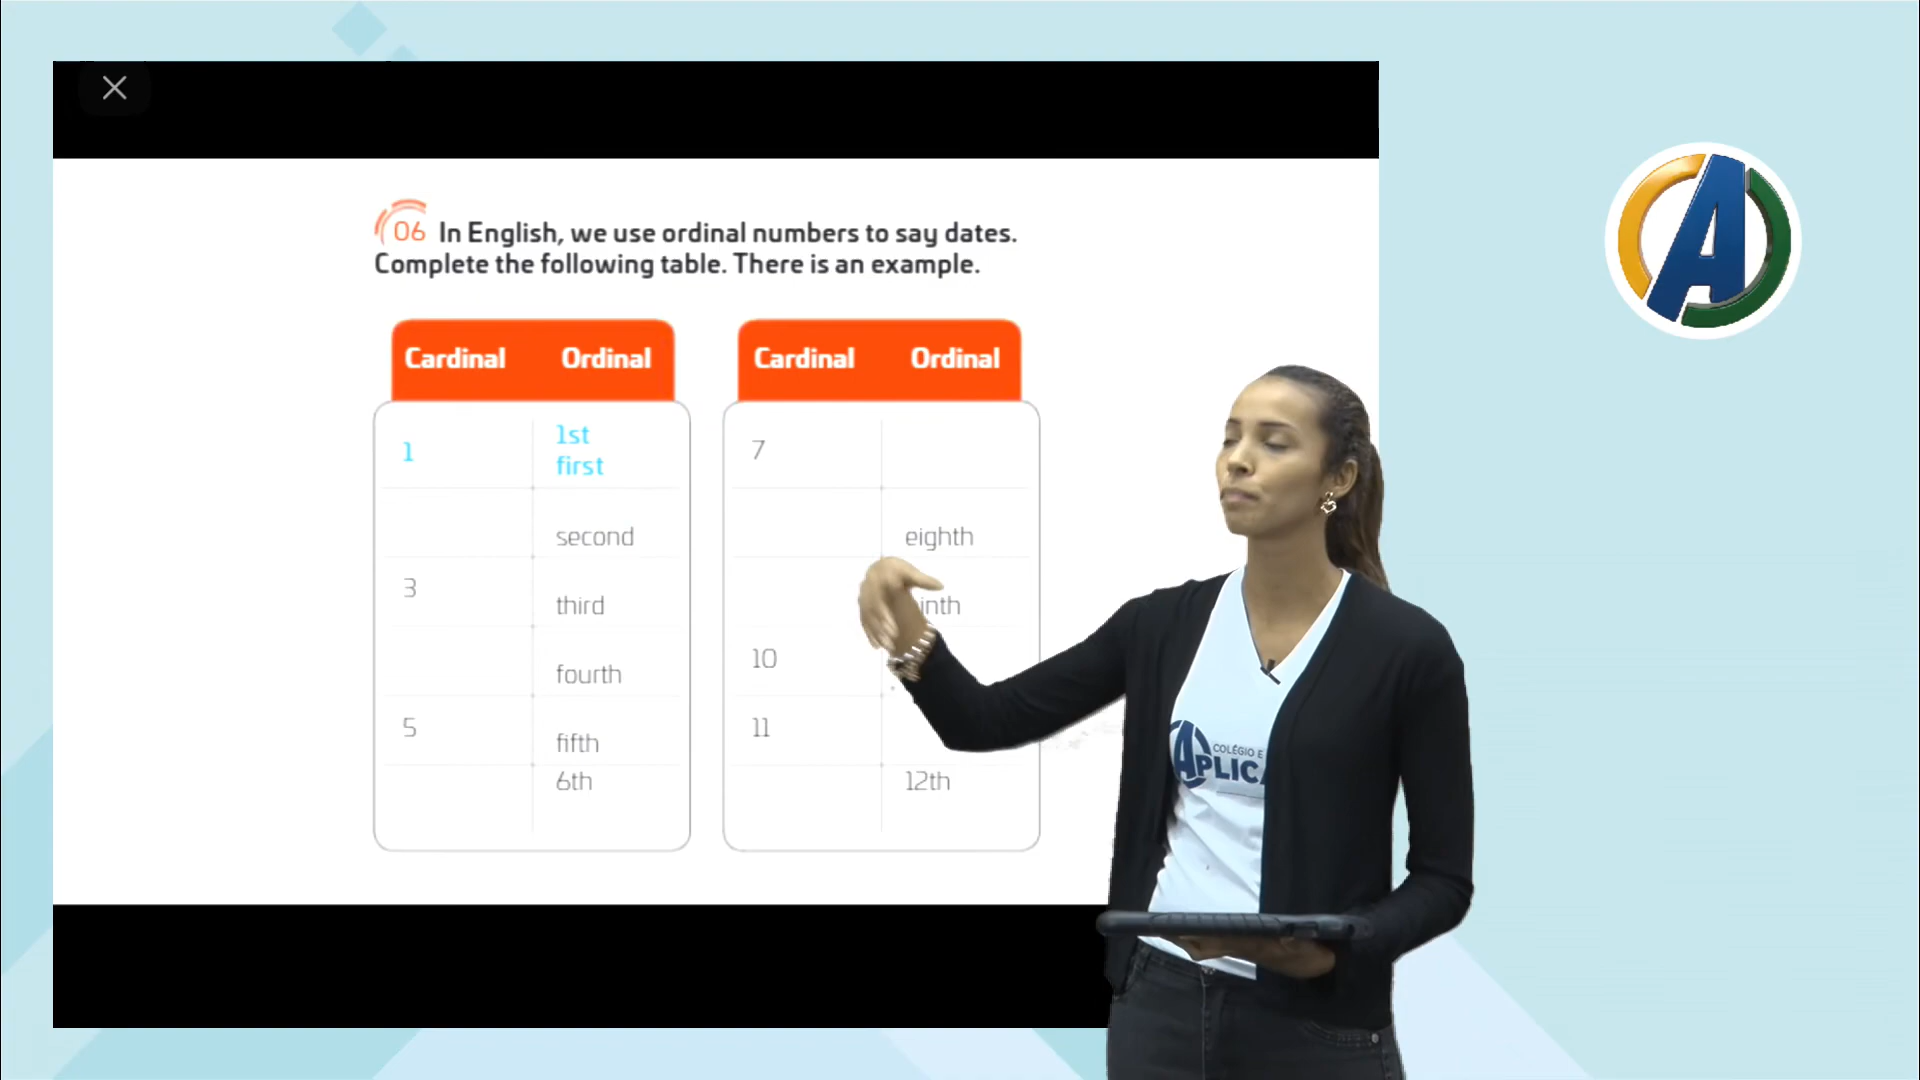 06 In English, we use ordinal numbers to say dates.
Complete the following table. There is an example.
Cardinal Ordinal
1 1st
first
second
3 third
fourth
5 fifth
6th
Cardinal Ordinal
7
eighth
inth
10
11
12th
COLÉGIO E
APLICA